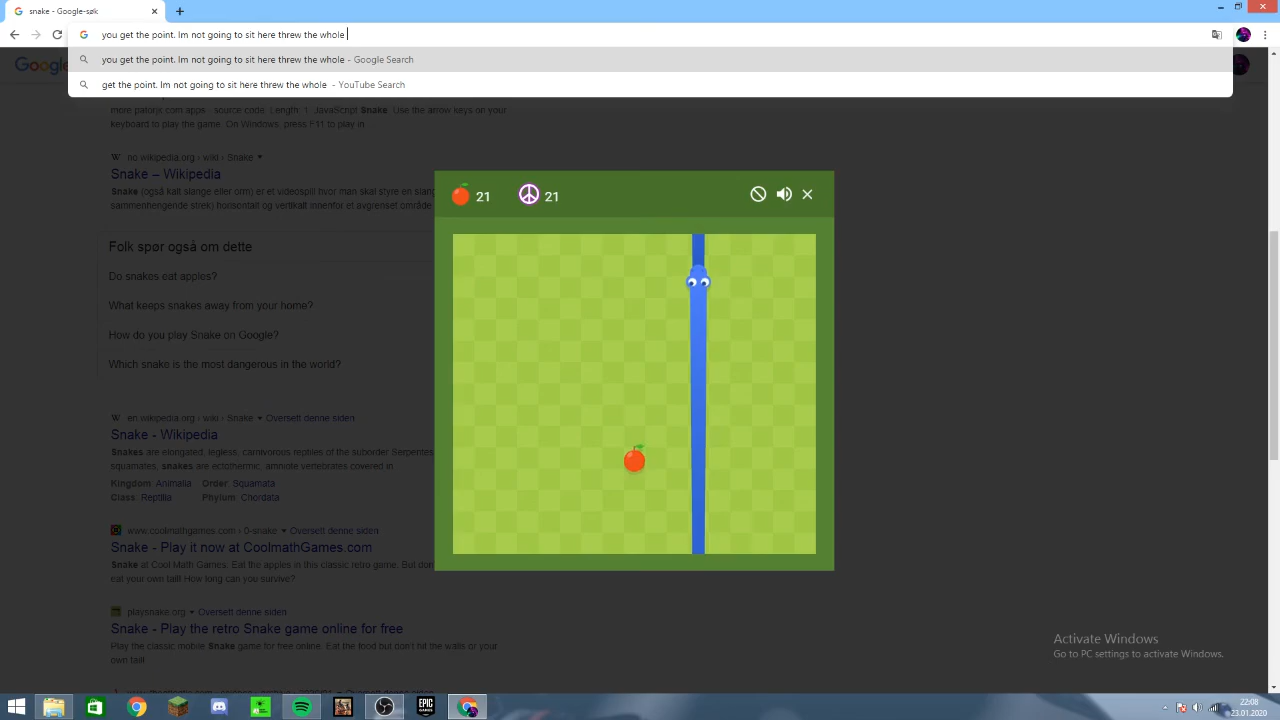 snake - Google-søk
you get the point. Im not going to sit here threw the whole
you get the point. Im not going to sit here threw the whole - Google Search
get the point. Im not going to sit here threw the whole - YouTube Search
keyboard to play the game. On Windows, press F11 to play in
no.wikipedia.org › wiki › Snake
Snake – Wikipedia
Snake (også kalt slange eller orm) er et videospill hvor man skal styre en slang
sammenhengende strek) horisontalt og vertikalt innenfor et avgrenset område
Folk spør også om dette
Do snakes eat apples?
What keeps snakes away from your home?
How do you play Snake on Google?
Which snake is the most dangerous in the world?
21 21
en.wikipedia.org › wiki › Snake Oversett denne siden
Snake - Wikipedia
Snakes are elongated, legless, carnivorous reptiles of the suborder Serpentes
squamates, snakes are ectothermic, amniote vertebrates covered in
Kingdom: Animalia Order: Squamata
Class: Reptilia Phylum: Chordata
www.coolmathgames.com › 0-snake Oversett denne siden
Snake - Play it now at CoolmathGames.com
Snake at Cool Math Games: Eat the apples in this classic retro game. But don
eat your own tail! How long can you survive?
playsnake.org Oversett denne siden
Snake - Play the retro Snake game online for free
Play the classic mobile Snake game for free online. Eat the food but don't hit the walls or your
own tail!
Activate Windows
Go to PC settings to activate Windows.
EPIC
GAMES
22:08
23.01.2020